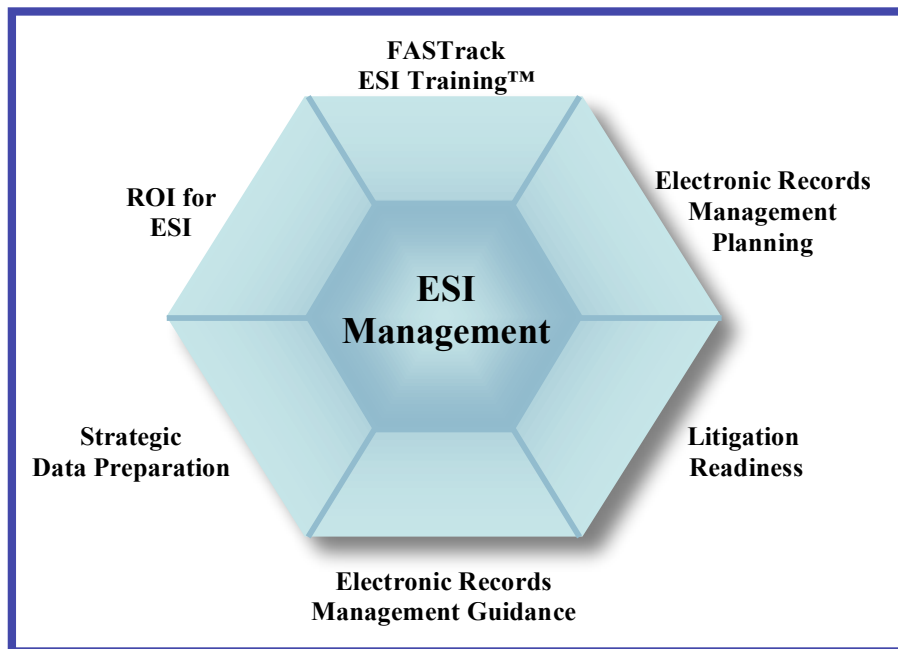 FASTrack
ESI Training™
ROI for
ESI
Electronic Records
Management
Planning
ESI
Management
Strategic
Data Preparation
Litigation
Readiness
Electronic Records
Management Guidance